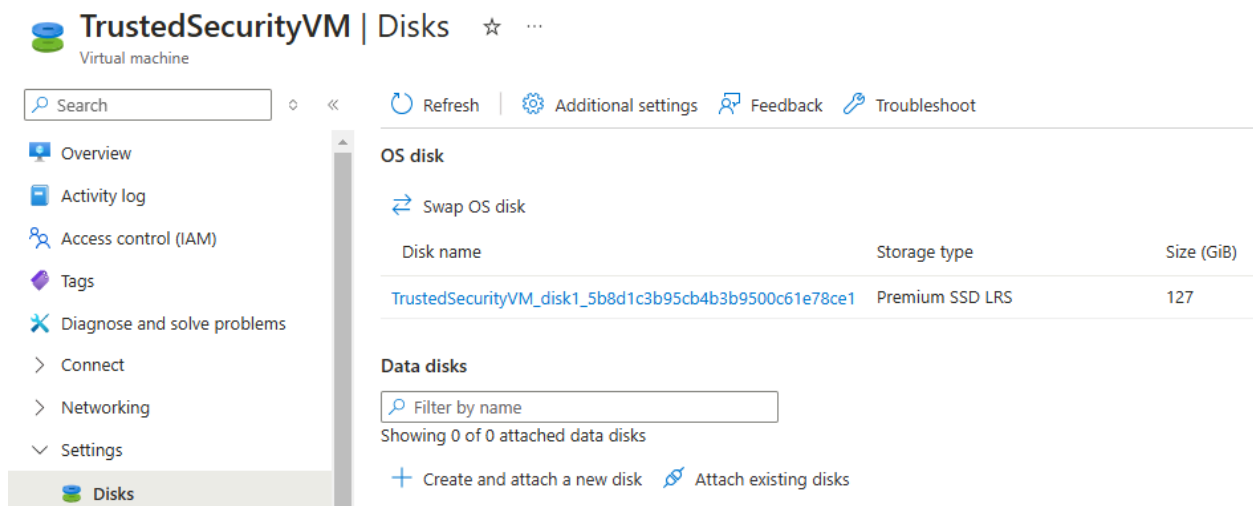 TrustedSecurityVM | Disks
Virtual machine
Search
Overview
Activity log
Access control (IAM)
Tags
Diagnose and solve problems
Connect
Networking
Settings
Disks
Refresh
Additional settings
Feedback
Troubleshoot
OS disk
Swap OS disk
Disk name Storage type Size (GiB)
TrustedSecurityVM_disk1_5b8d1c3b95cb4b3b9500c61e78ce1 Premium SSD LRS 127
Data disks
Filter by name
Showing 0 of 0 attached data disks
Create and attach a new disk
Attach existing disks